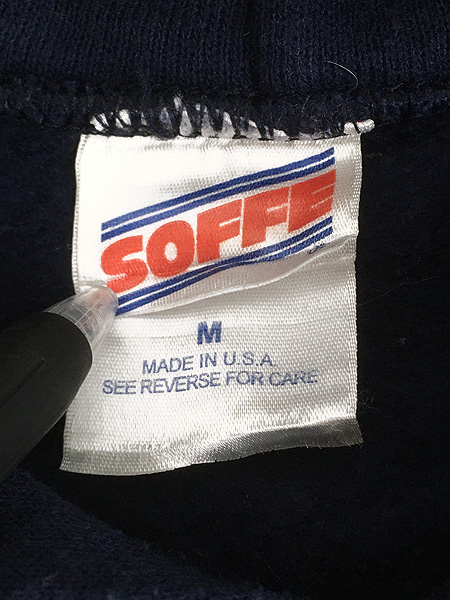 SOFFE
M
MADE IN U.S.A
SEE REVERSE FOR CARE